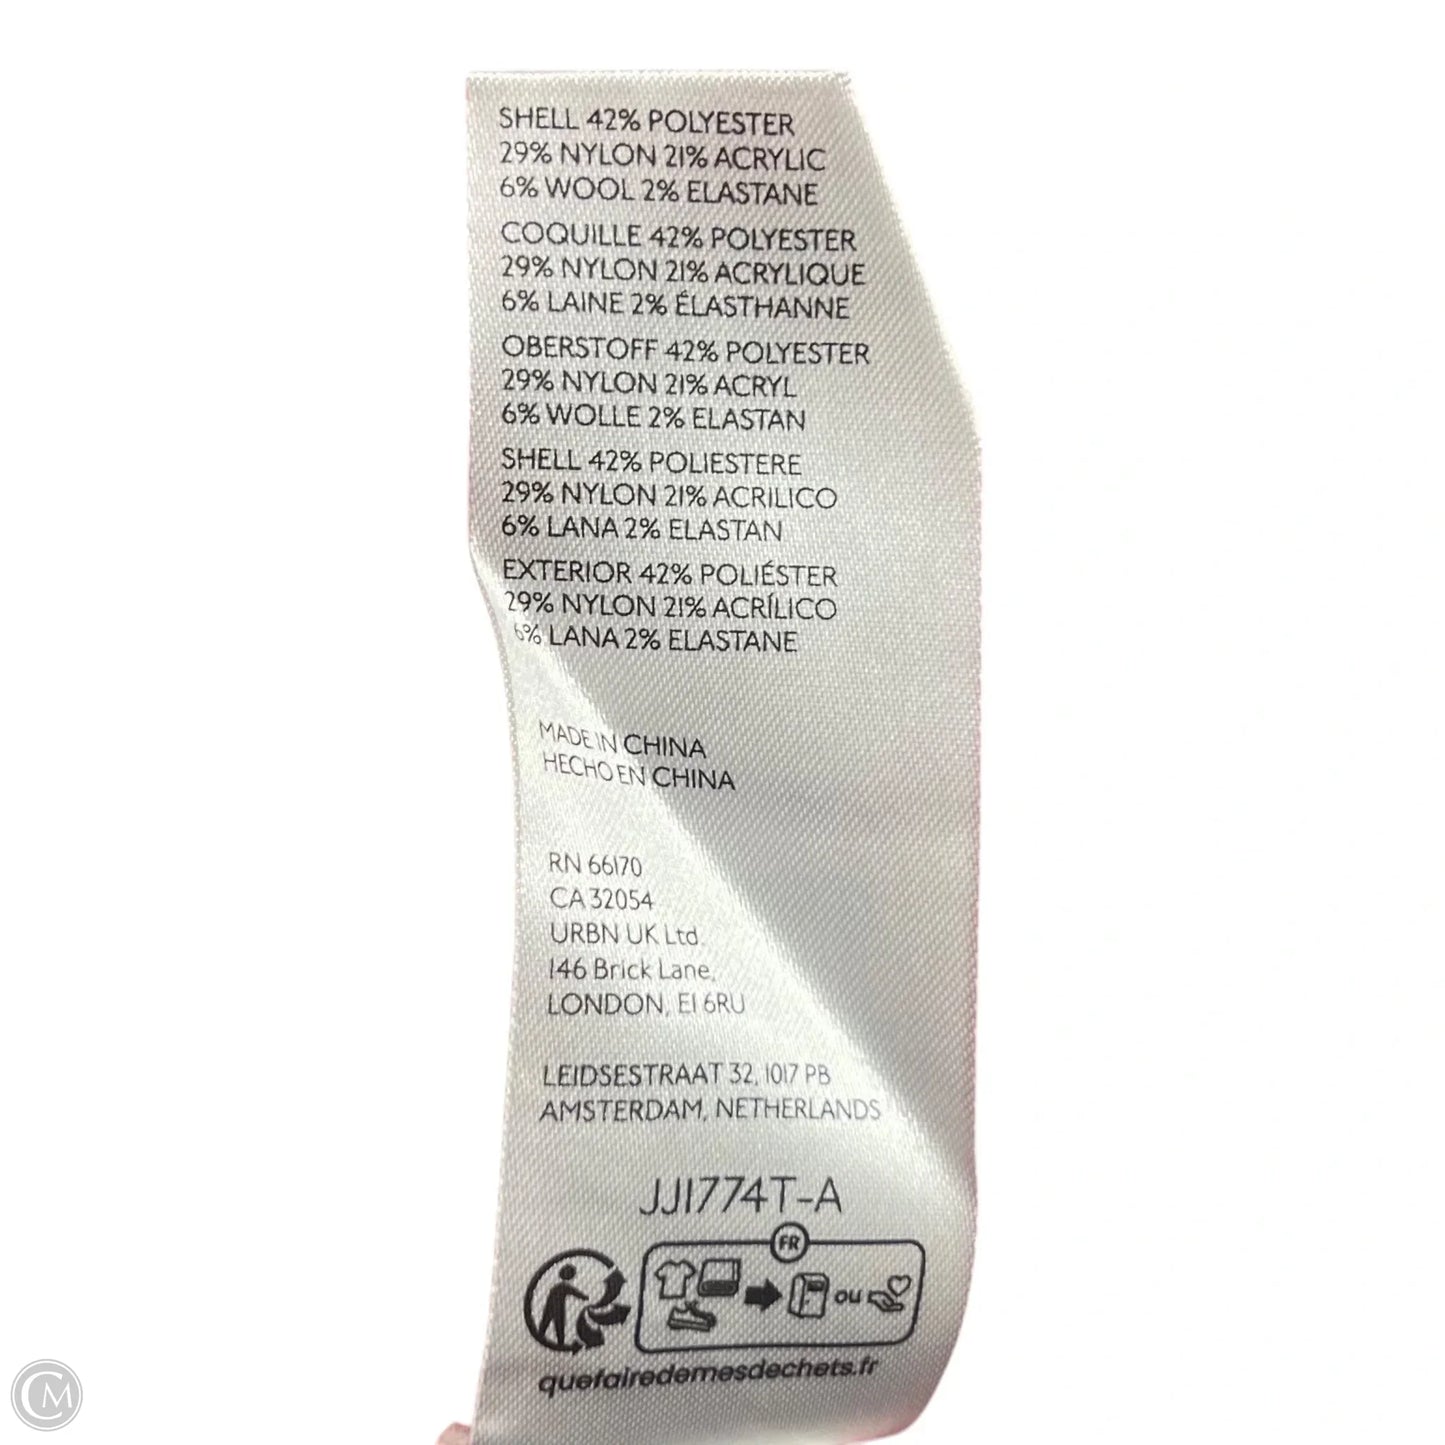 SHELL 42% POLYESTER
29% NYLON 21% ACRYLIC
6% WOOL 2% ELASTANE
COQUILLE 42% POLYESTER
29% NYLON 21% ACRYLIQUE
6% LAINE 2% ÉLASTHANNE
OBERSTOFF 42% POLYESTER
29% NYLON 21% ACRYL
6% WOLLE 2% ELASTAN
SHELL 42% POLIESTERE
29% NYLON 21% ACRILICO
6% LANA 2% ELASTAN
EXTERIOR 42% POLIÉSTER
29% NYLON 21% ACRÍLICO
6% LANA 2% ELASTANE
MADE IN CHINA
HECHO EN CHINA
RN 66170
CA 32054
URBN UK Ltd.
146 Brick Lane,
LONDON, E1 6RU
LEIDSESTRAAT 32, 1017 PB
AMSTERDAM, NETHERLANDS
JJ1774T-A
FR
ou
quefairedemesdechets.fr
CM